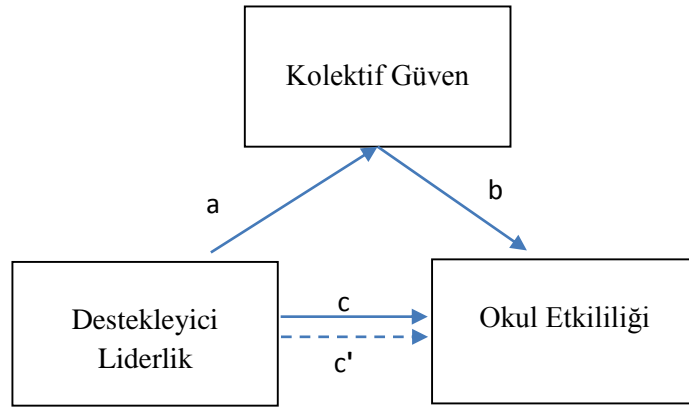 Kolektif Güven
a
b
Destekleyici
Liderlik
c
c'
Okul Etkililiği